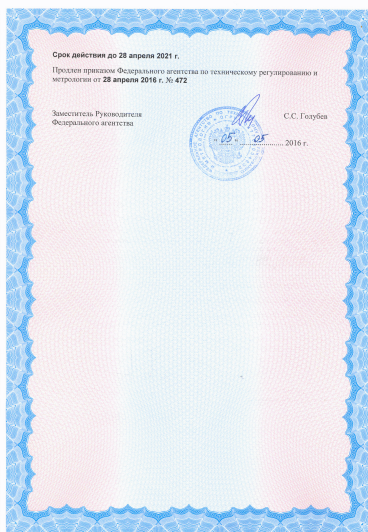 Срок действия до 28 апреля 2021 г.
Продлен приказом Федерального агентства по техническому регулированию и
метрологии от 28 апреля 2016 г. № 472
Заместитель Руководителя
Федерального агентства
С.С. Голубев
" 05 " 05 2016 г.